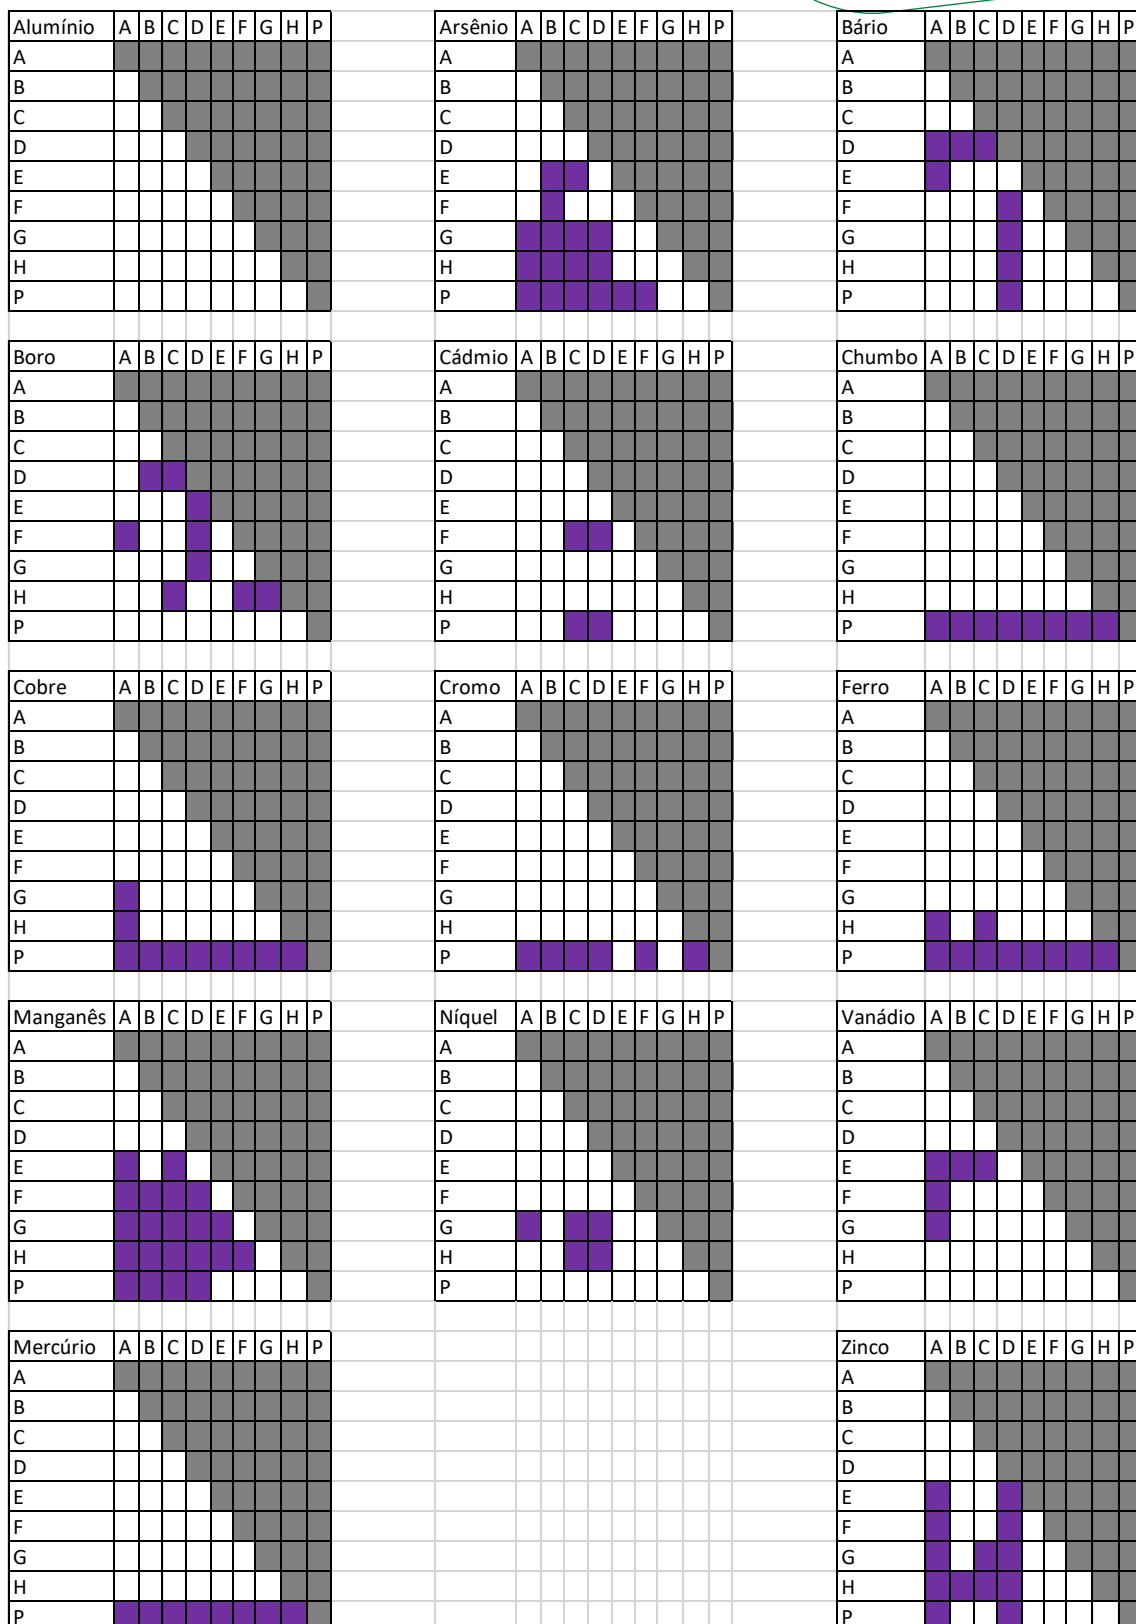 Alumínio A B C D E F G H P
A
B
C
D
E
F
G
H
P
Arsênio A B C D E F G H P
A
B
C
D
E
F
G
H
P
Bário A B C D E F G H P
A
B
C
D
E
F
G
H
P
Boro A B C D E F G H P
A
B
C
D
E
F
G
H
P
Cádmio A B C D E F G H P
A
B
C
D
E
F
G
H
P
Chumbo A B C D E F G H P
A
B
C
D
E
F
G
H
P
Cobre A B C D E F G H P
A
B
C
D
E
F
G
H
P
Cromo A B C D E F G H P
A
B
C
D
E
F
G
H
P
Ferro A B C D E F G H P
A
B
C
D
E
F
G
H
P
Manganês A B C D E F G H P
A
B
C
D
E
F
G
H
P
Níquel A B C D E F G H P
A
B
C
D
E
F
G
H
P
Vanádio A B C D E F G H P
A
B
C
D
E
F
G
H
P
Mercúrio A B C D E F G H P
A
B
C
D
E
F
G
H
P
Zinco A B C D E F G H P
A
B
C
D
E
F
G
H
P